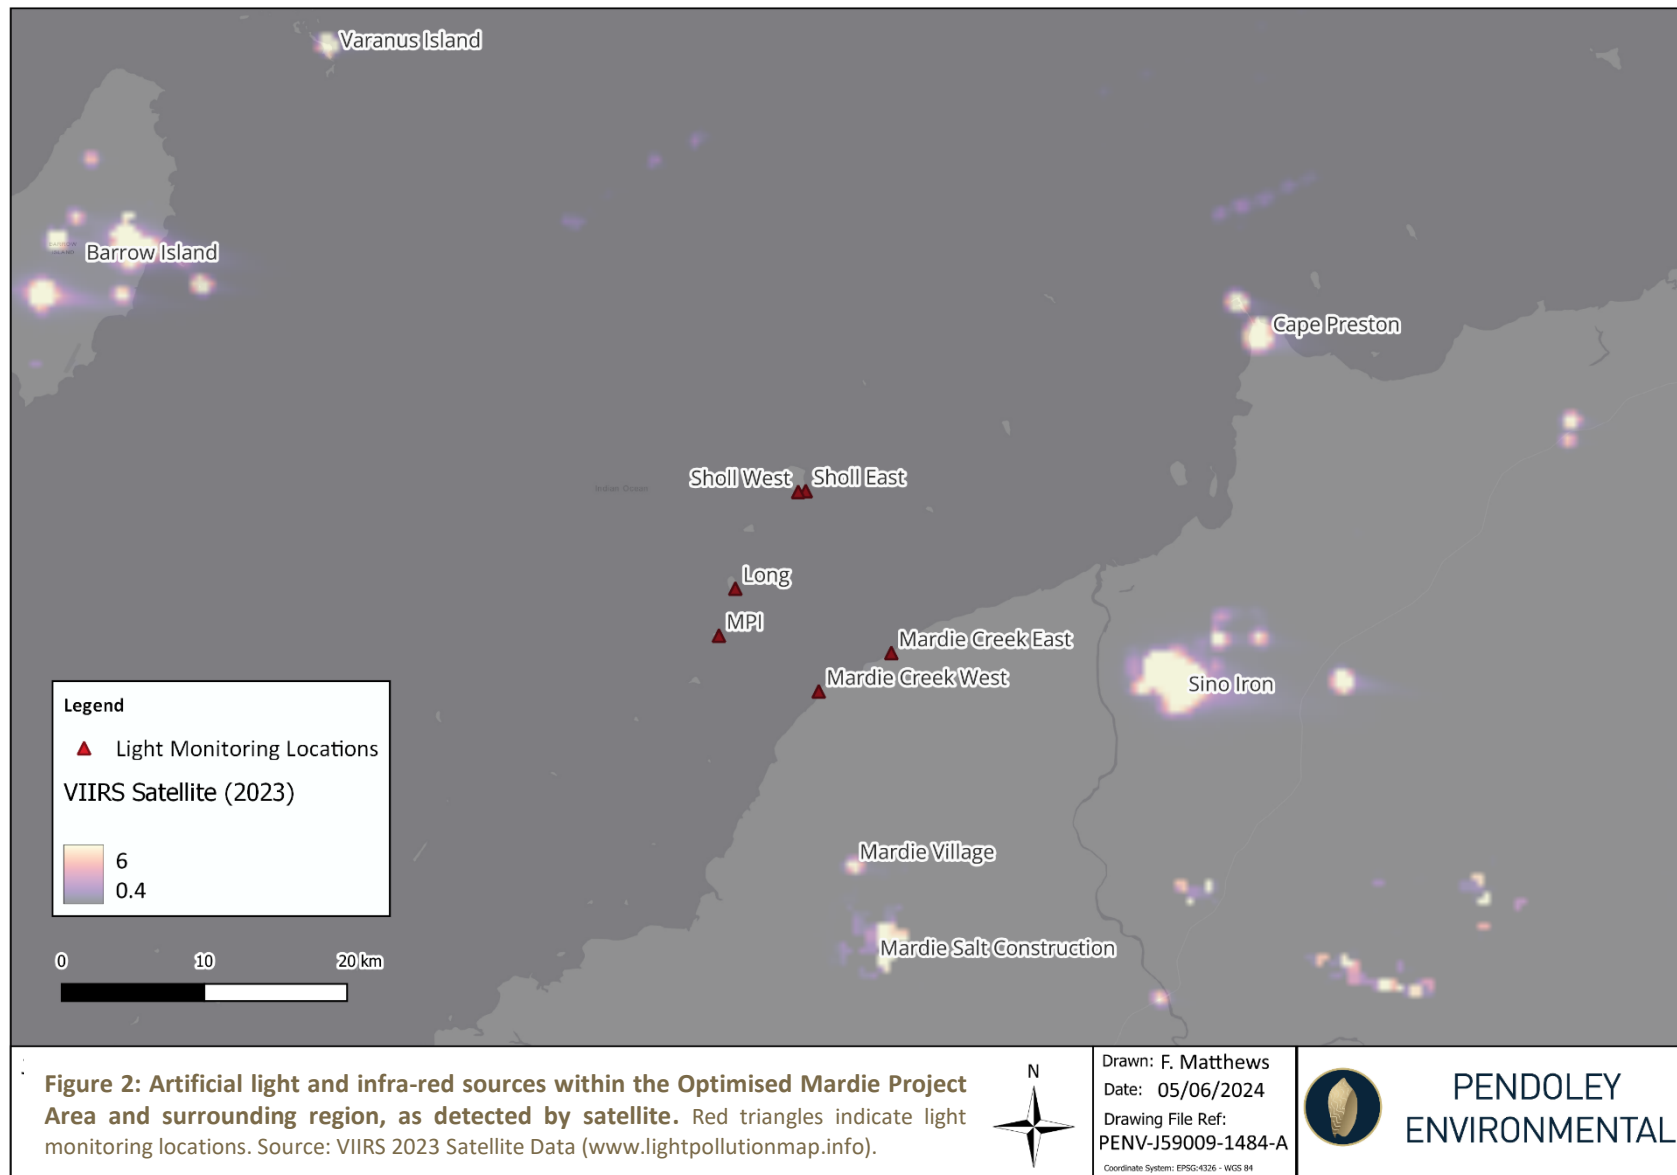 Varanus Island
BARROW
ISLAND
Barrow Island
Cape Preston
Sholl West
Sholl East
Indian Ocean
Long
MPI
Mardie Creek East
Mardie Creek West
Sino Iron
Legend
Light Monitoring Locations
VIIRS Satellite (2023)
6
0.4
Mardie Village
Mardie Salt Construction
0 10 20 km
Figure 2: Artificial light and infra-red sources within the Optimised Mardie Project
Area and surrounding region, as detected by satellite. Red triangles indicate light
monitoring locations. Source: VIIRS 2023 Satellite Data (www.lightpollutionmap.info).
N
Drawn: F. Matthews
Date: 05/06/2024
Drawing File Ref:
PENV-J59009-1484-A
Coordinate System: EPSG:4326 - WGS 84
PENDOLEY
ENVIRONMENTAL